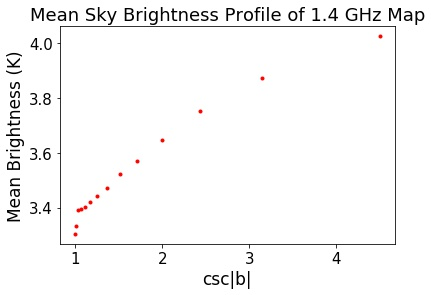 Mean Sky Brightness Profile of 1.4 GHz Map
Mean Brightness (K)
4.0
3.8
3.6
3.4
1 2 3 4
csc|b|